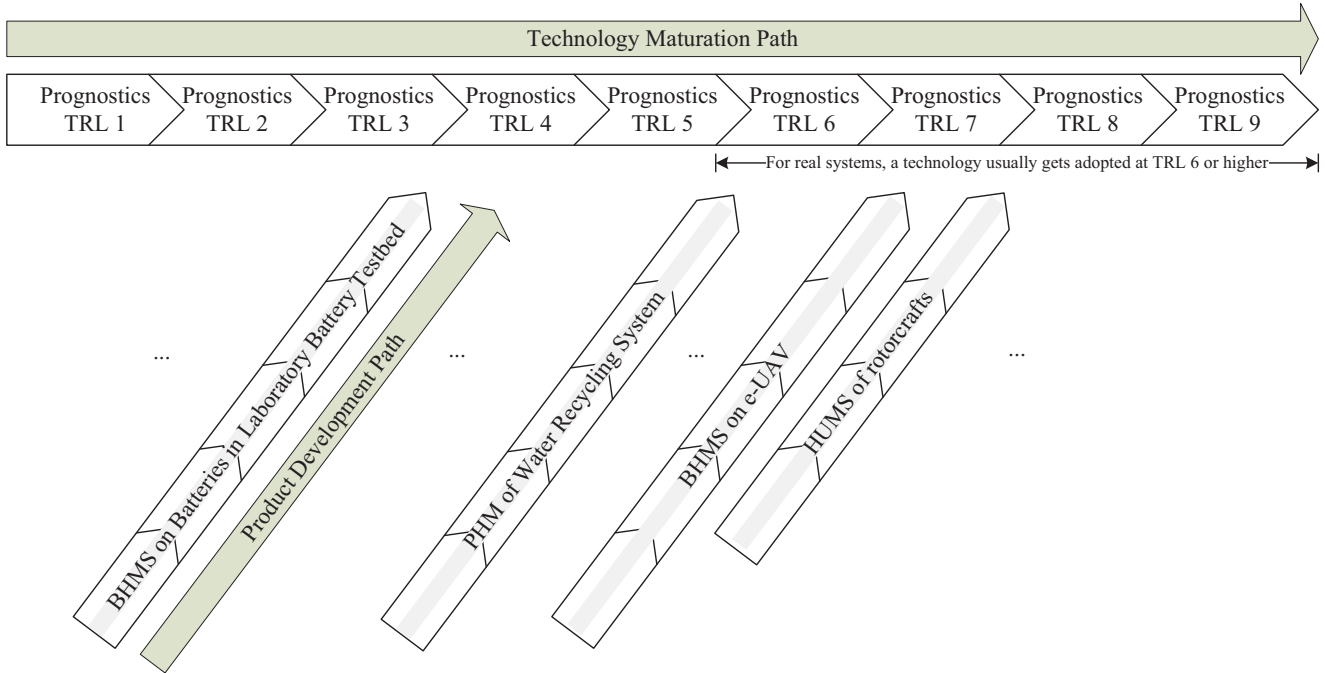 Technology Maturation Path
Prognostics
TRL 1
Prognostics
TRL 2
Prognostics
TRL 3
Prognostics
TRL 4
Prognostics
TRL 5
Prognostics
TRL 6
Prognostics
TRL 7
Prognostics
TRL 8
Prognostics
TRL 9
For real systems, a technology usually gets adopted at TRL 6 or higher
...
BHMS on Batteries in Laboratory Battery Testbed
Product Development Path
...
PHM of Water Recycling System
...
BHMS on e-UAV
HUMS of rotorcrafts
...